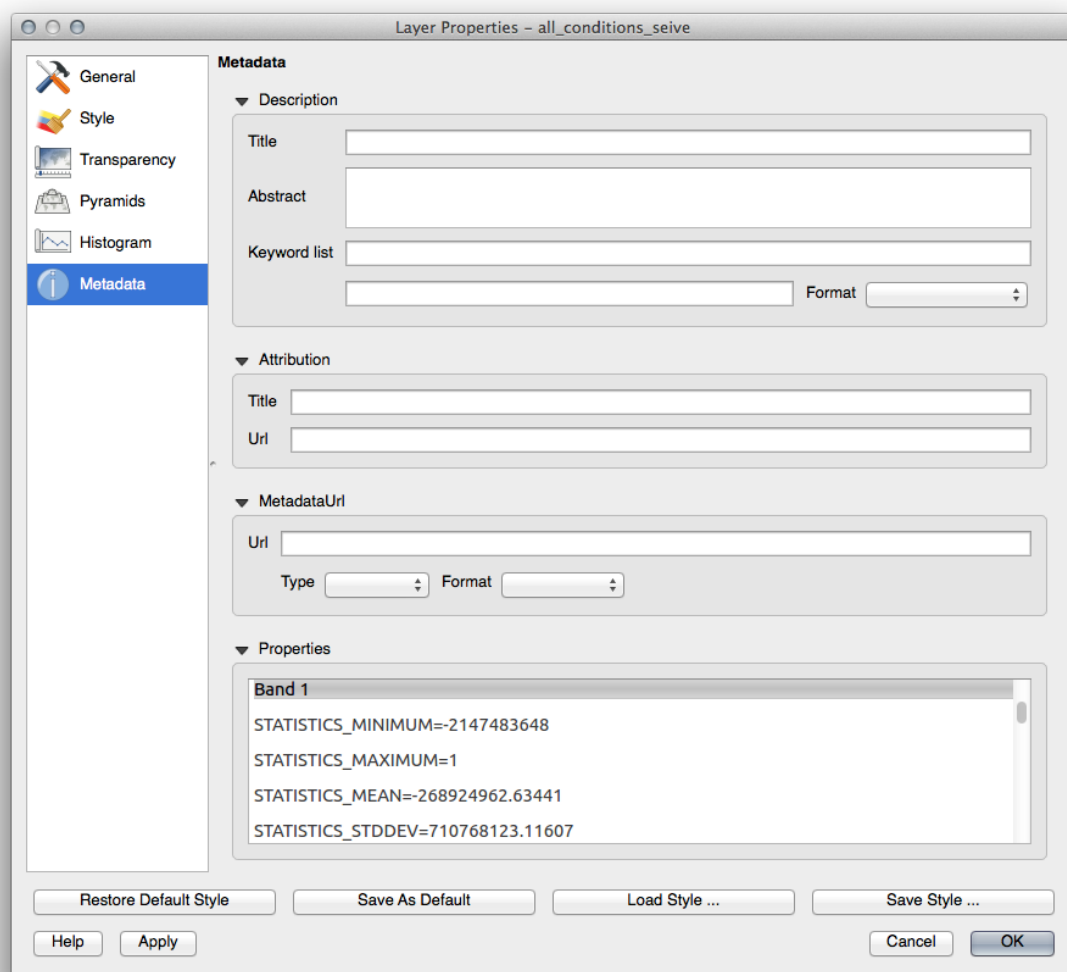 Layer Properties – all_conditions_seive
General
Style
Transparency
Pyramids
Histogram
Metadata
Metadata
Description
Title
Abstract
Keyword list
Format
Attribution
Title
Url
MetadataUrl
Url
Type Format
Properties
Band 1
STATISTICS_MINIMUM=-2147483648
STATISTICS_MAXIMUM=1
STATISTICS_MEAN=-268924962.63441
STATISTICS_STDDEV=710768123.11607
Restore Default Style Save As Default Load Style ... Save Style ...
Help Apply Cancel OK